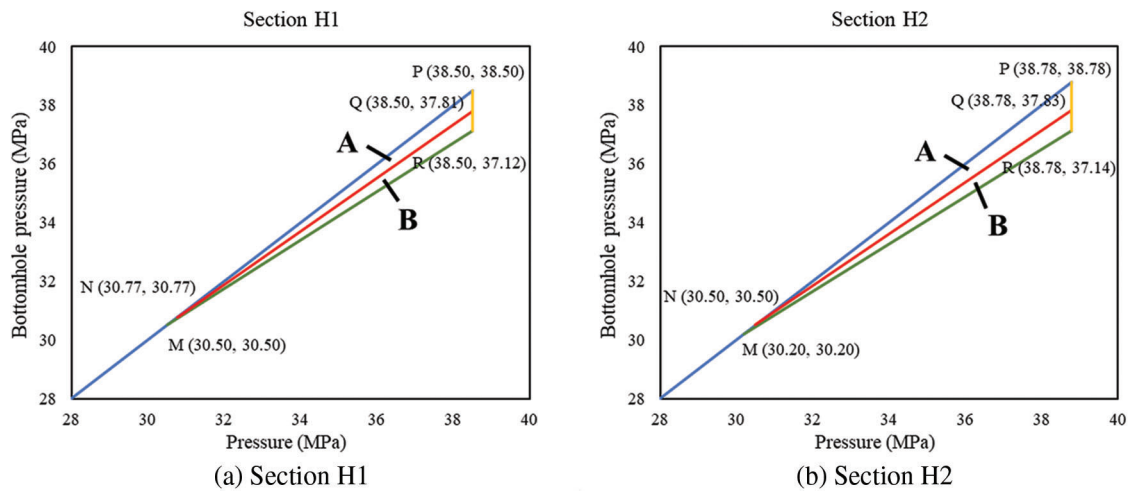 Section H1
40
38
36
34
32
30
28
Bottomhole pressure (MPa)
P (38.50, 38.50)
Q (38.50, 37.81)
A
R (38.50, 37.12)
B
N (30.77, 30.77)
M (30.50, 30.50)
28 30 32 34 36 38 40
Pressure (MPa)
(a) Section H1
Section H2
40
38
36
34
32
30
28
Bottomhole pressure (MPa)
P (38.78, 38.78)
Q (38.78, 37.83)
A
R (38.78, 37.14)
B
N (30.50, 30.50)
M (30.20, 30.20)
28 30 32 34 36 38 40
Pressure (MPa)
(b) Section H2